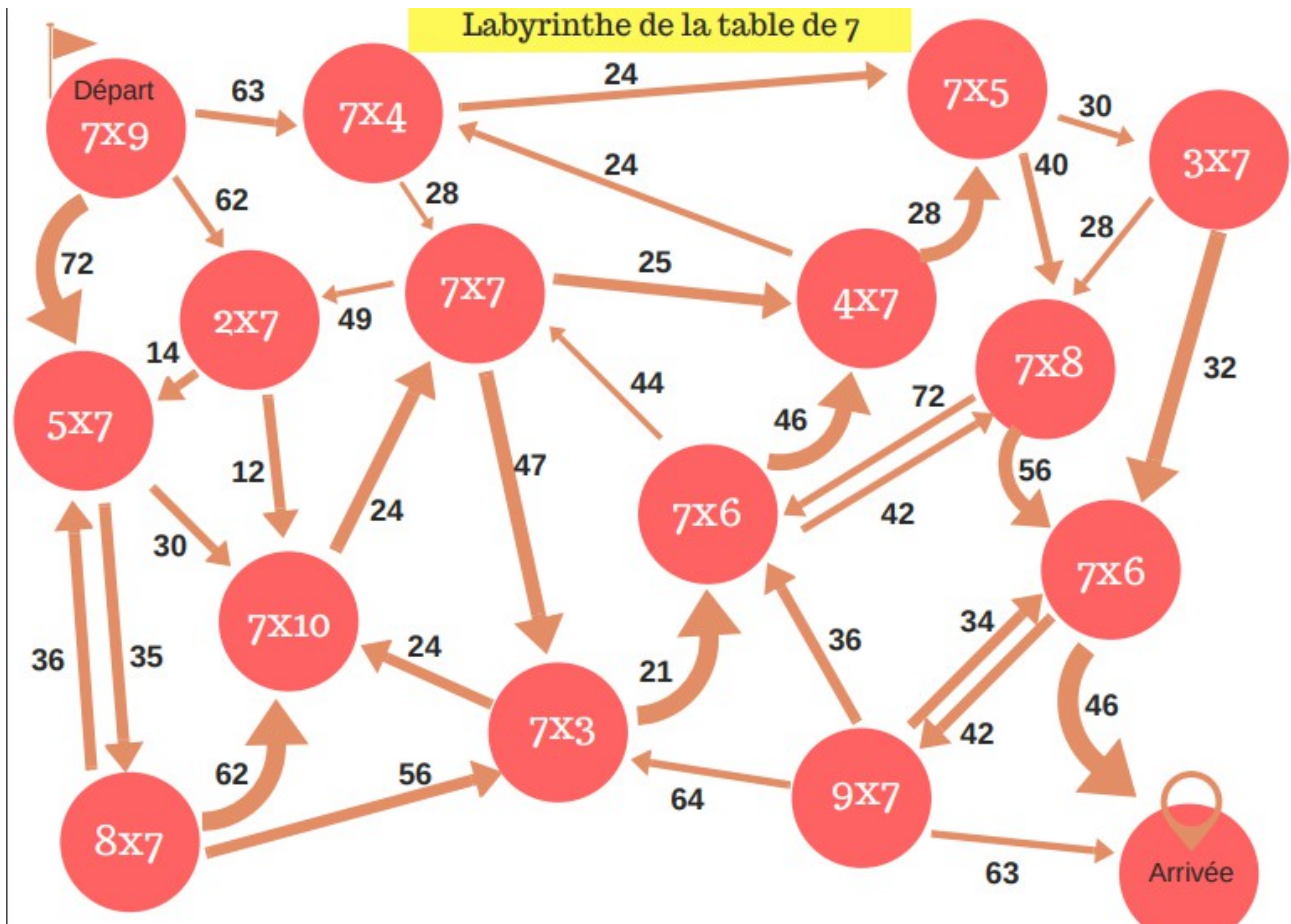 Labyrinthe de la table de 7
Départ
7x9
63
7x4
24
7x5
30
3x7
62
72
28
24
28
40
28
2x7
49
7x7
25
4x7
7x8
32
14
5x7
12
24
47
44
46
72
42
56
30
7x6
7x6
36
35
7x10
24
21
36
34
42
46
7x3
62
56
64
9x7
63
8x7
Arrivée